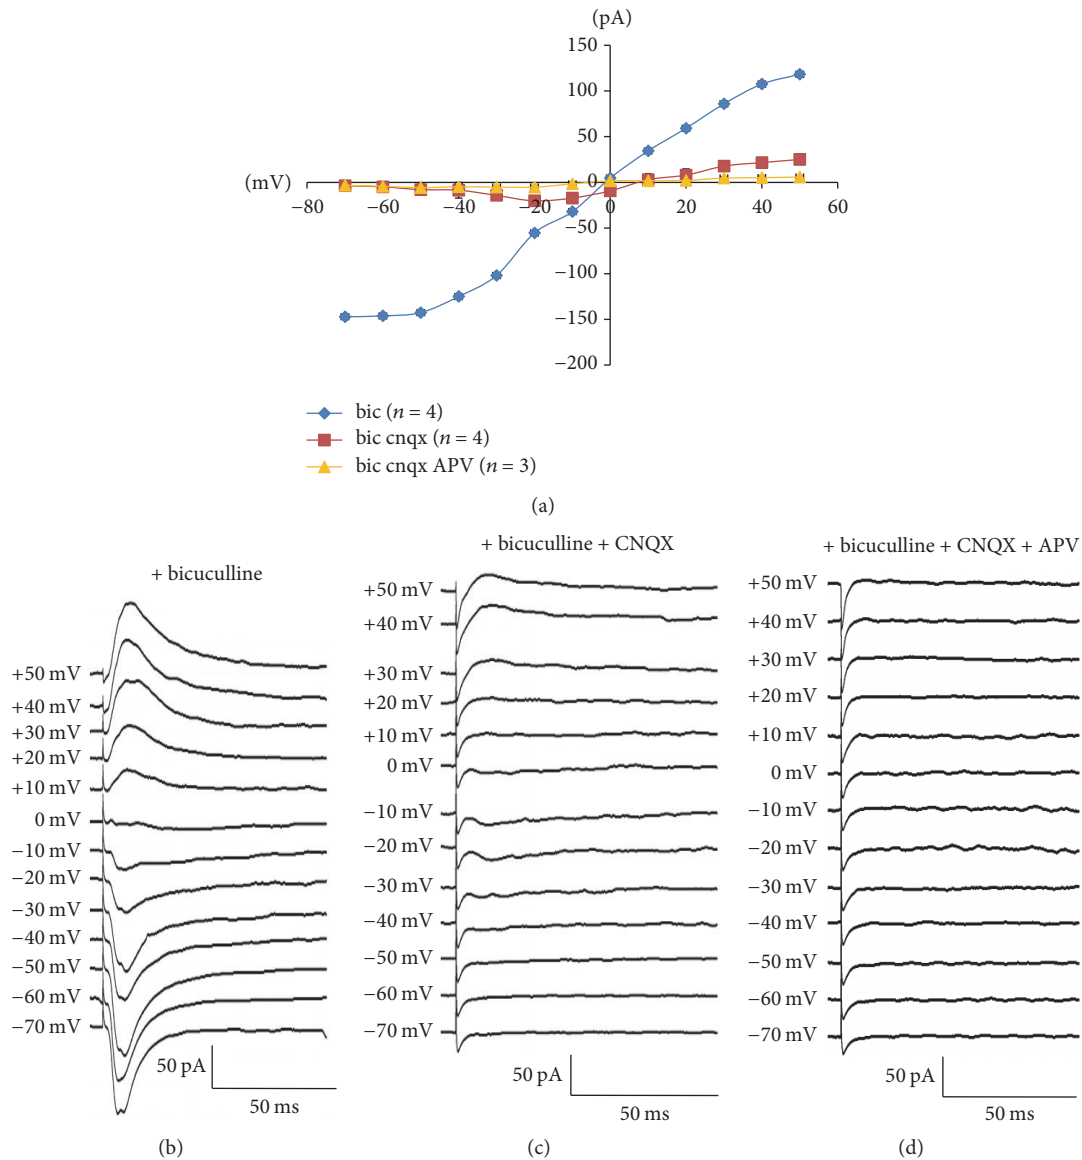 (pA)
150
100
50
0
−50
−100
−150
−200
(mV)
−80 −60 −40 −20 0 20 40 60
bic (n = 4)
bic cnqx (n = 4)
bic cnqx APV (n = 3)
(a)
+ bicuculline
+50 mV
+40 mV
+30 mV
+20 mV
+10 mV
0 mV
−10 mV
−20 mV
−30 mV
−40 mV
−50 mV
−60 mV
−70 mV
50 pA
50 ms
(b)
+ bicuculline + CNQX
+50 mV
+40 mV
+30 mV
+20 mV
+10 mV
0 mV
−10 mV
−20 mV
−30 mV
−40 mV
−50 mV
−60 mV
−70 mV
50 pA
50 ms
(c)
+ bicuculline + CNQX + APV
+50 mV
+40 mV
+30 mV
+20 mV
+10 mV
0 mV
−10 mV
−20 mV
−30 mV
−40 mV
−50 mV
−60 mV
−70 mV
50 pA
50 ms
(d)